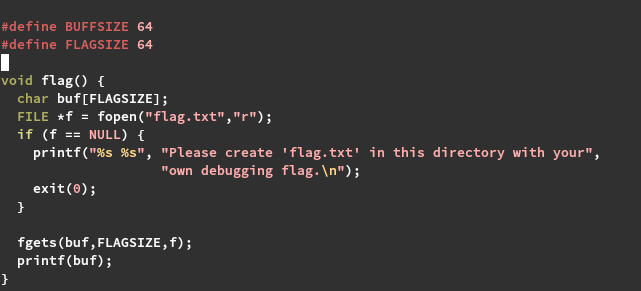 #define BUFFSIZE 64
#define FLAGSIZE 64
void flag() {
  char buf[FLAGSIZE];
  FILE *f = fopen("flag.txt","r");
  if (f == NULL) {
    printf("%s %s", "Please create 'flag.txt' in this directory with your",
                    "own debugging flag.\n");
    exit(0);
  }

  fgets(buf,FLAGSIZE,f);
  printf(buf);
}